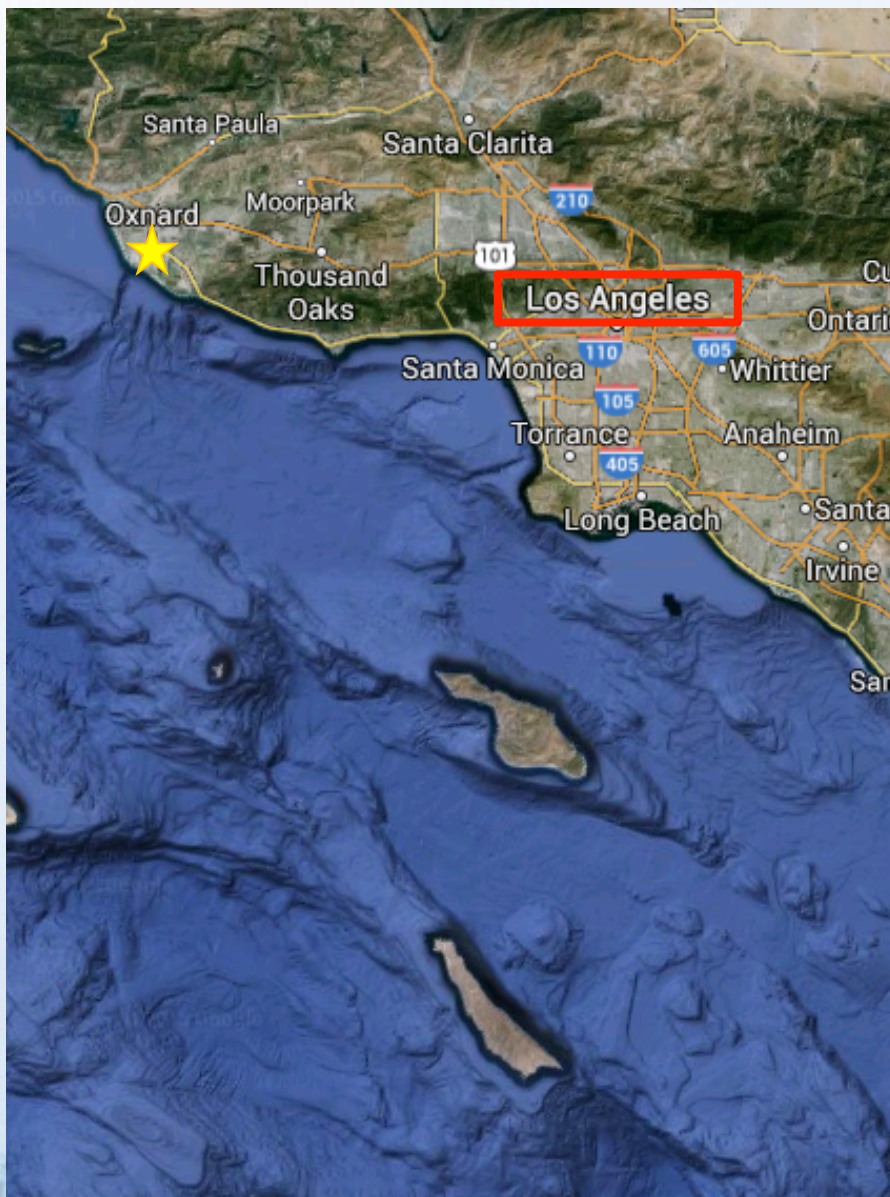 Santa Paula
Santa Clarita
Oxnard
Moorpark
210
101
Thousand
Oaks
Los Angeles
Ontari
Santa Monica
110
605
Whittier
105
Torrance
Anaheim
405
Long Beach
Santa
Irvine